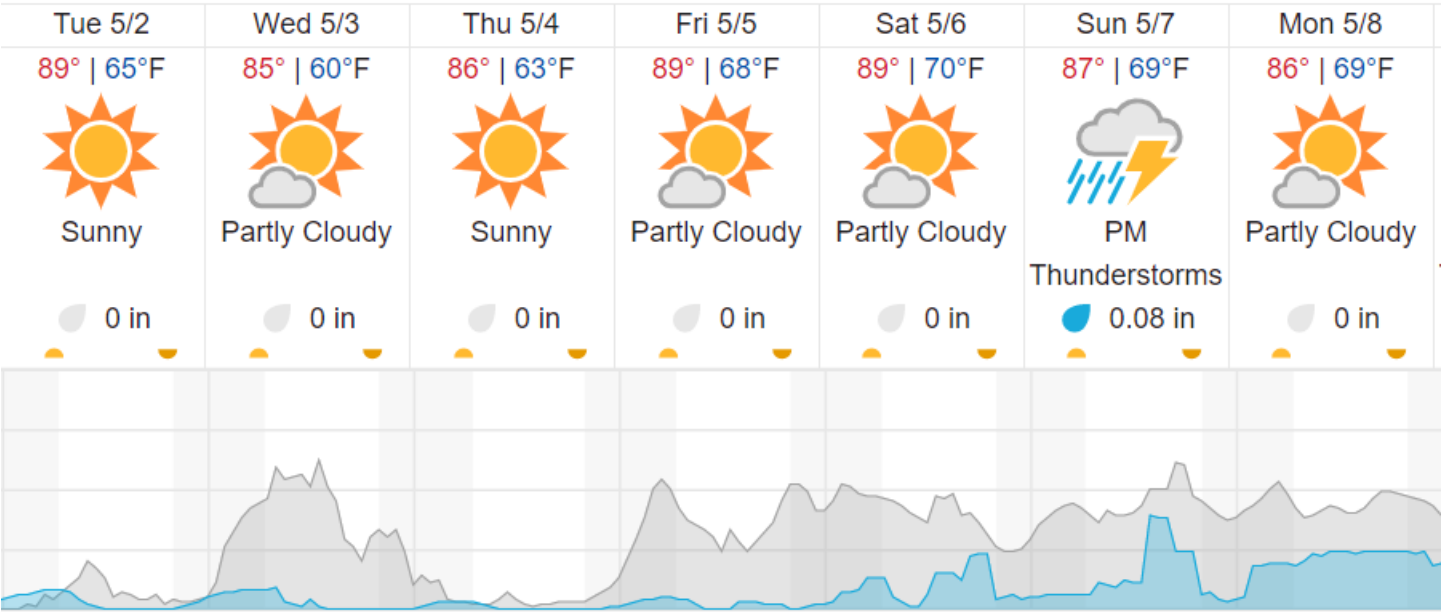 Tue 5/2 Wed 5/3 Thu 5/4 Fri 5/5 Sat 5/6 Sun 5/7 Mon 5/8
89° | 65°F 85° | 60°F 86° | 63°F 89° | 68°F 89° | 70°F 87° | 69°F 86° | 69°F
Sunny Partly Cloudy Sunny Partly Cloudy Partly Cloudy PM Partly Cloudy
Thunderstorms
0 in 0 in 0 in 0 in 0 in 0.08 in 0 in